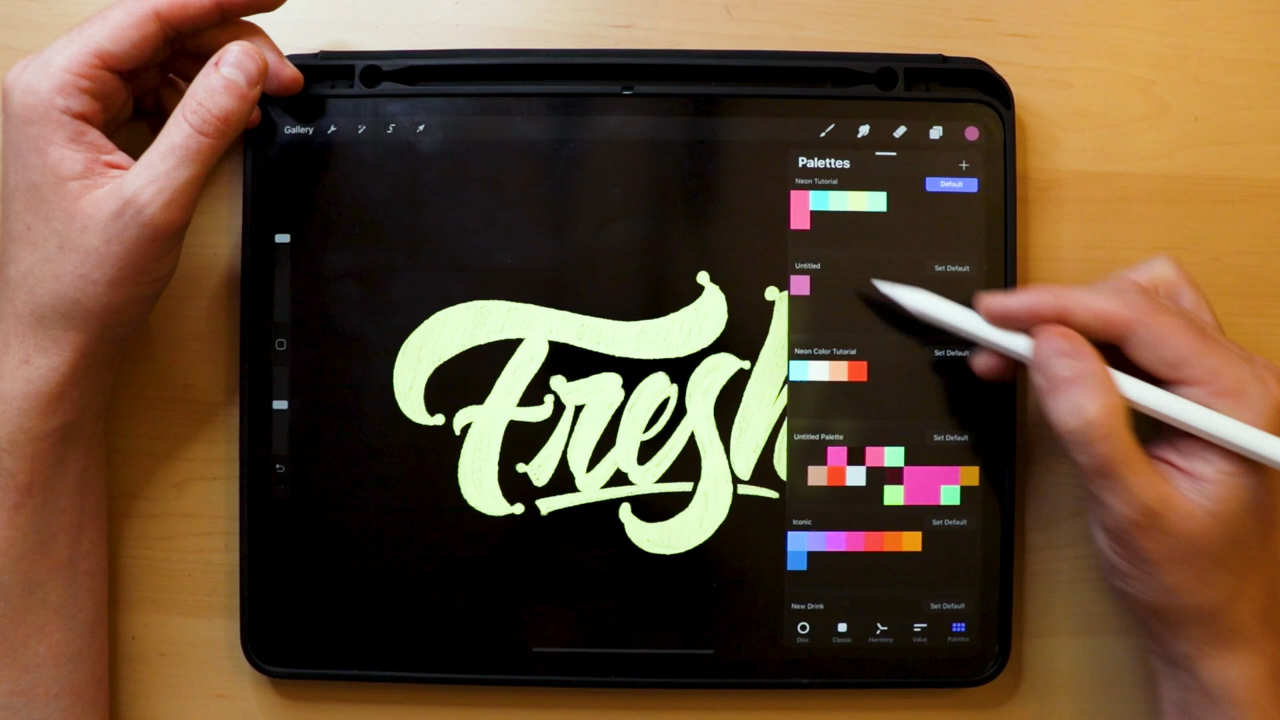 Gallery
Palettes
Neon Tutorial
Default
Untitled
Set Default
Neon Color Tutorial
Set Default
Untitled Palette
Set Default
Iconic
Set Default
New Drink
Set Default
Disc Classic Harmony Value Palettes
Fresh